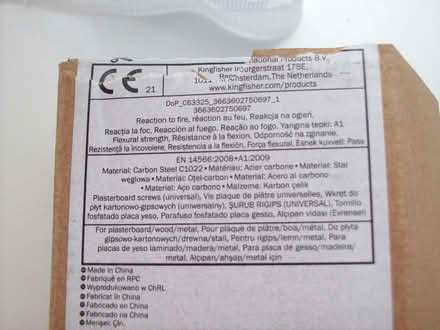 national Products B.V.,
Kingfisher
burgerstraat 175E,
Amsterdam, The Netherlands
www.kingfisher.com/products
CE
21
DoP_C63325_3663602750697_1
3663602750697
Reaction to fire, réaction au feu, Reakcja na ogień,
Reacția la foc, Reacción al fuego, Reação ao fogo, Yangına tepki: A1
Flexural strength, Résistance à la flexion, Odporność na zginanie,
Rezistență la încovoiere, Resistencia a la flexión, Força flexural, Esnek kuvvet: Pass
EN 14566:2008+A1:2009
Material: Carbon Steel C1022 • Matériau: Acier carbone • Materiał: Stal
węglowa • Material: Oțel-carbon • Material: Acero al carbono •
Material: Aço carbono • Malzeme: Karbon çelik
Plasterboard screws (universal), Vis plaque de plâtre universelles, Wkręt do
płyt kartonowo-gipsowych (uniwersalny), ŞURUB RIGIPS (UNIVERSAL), Tornillo
fosfatado placa yeso, Parafuso fosfatado placa gesso, Alçıpan vidası (Evrensel)
For plasterboard/wood/metal, Pour plaque de plâtre/bois/métal, Do płyt
gipsowo-kartonowych/drewna/stali, Pentru rigips/lemn/metal, Para
placas de yeso laminado/madera/metal, Para placa de gesso/madeira/
metal, Alçıpan/ahşap/metal için
Made in China
Fabriqué en RPC
Wyprodukowano w ChRL
Fabricat în China
Fabricado en China
Fabricado na China
Menşei: Çin.